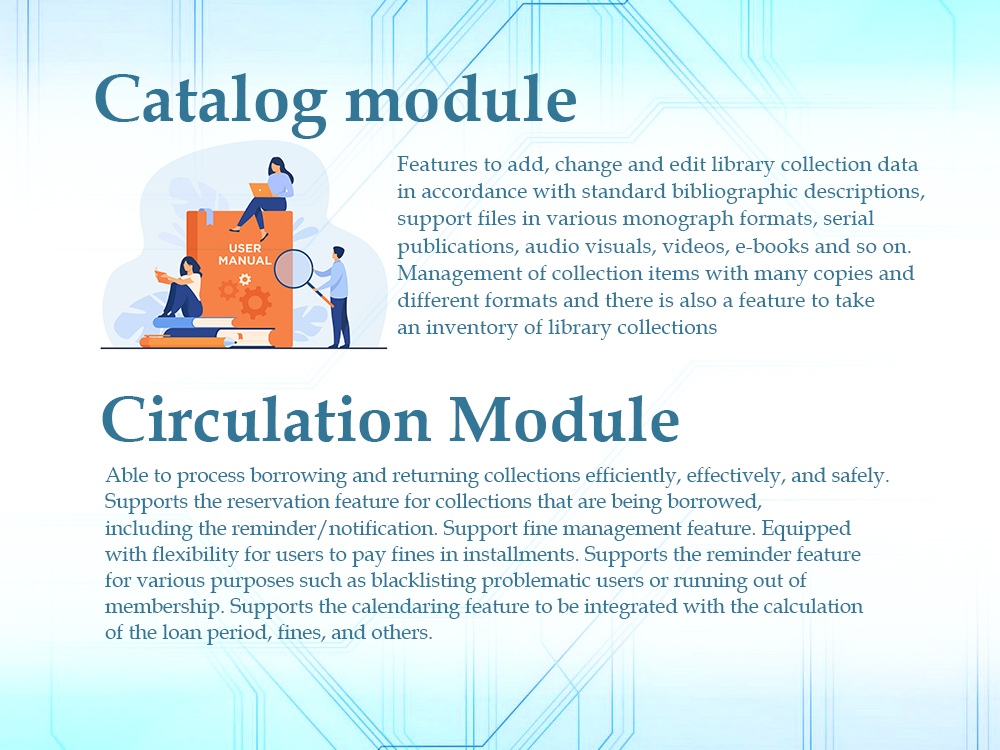 Catalog module
Features to add, change and edit library collection data
in accordance with standard bibliographic descriptions,
support files in various monograph formats, serial
publications, audio visuals, videos, e-books and so on.
Management of collection items with many copies and
different formats and there is also a feature to take
an inventory of library collections
USER
MANUAL
Circulation Module
Able to process borrowing and returning collections efficiently, effectively, and safely.
Supports the reservation feature for collections that are being borrowed,
including the reminder/notification. Support fine management feature. Equipped
with flexibility for users to pay fines in installments. Supports the reminder feature
for various purposes such as blacklisting problematic users or running out of
membership. Supports the calendaring feature to be integrated with the calculation
of the loan period, fines, and others.